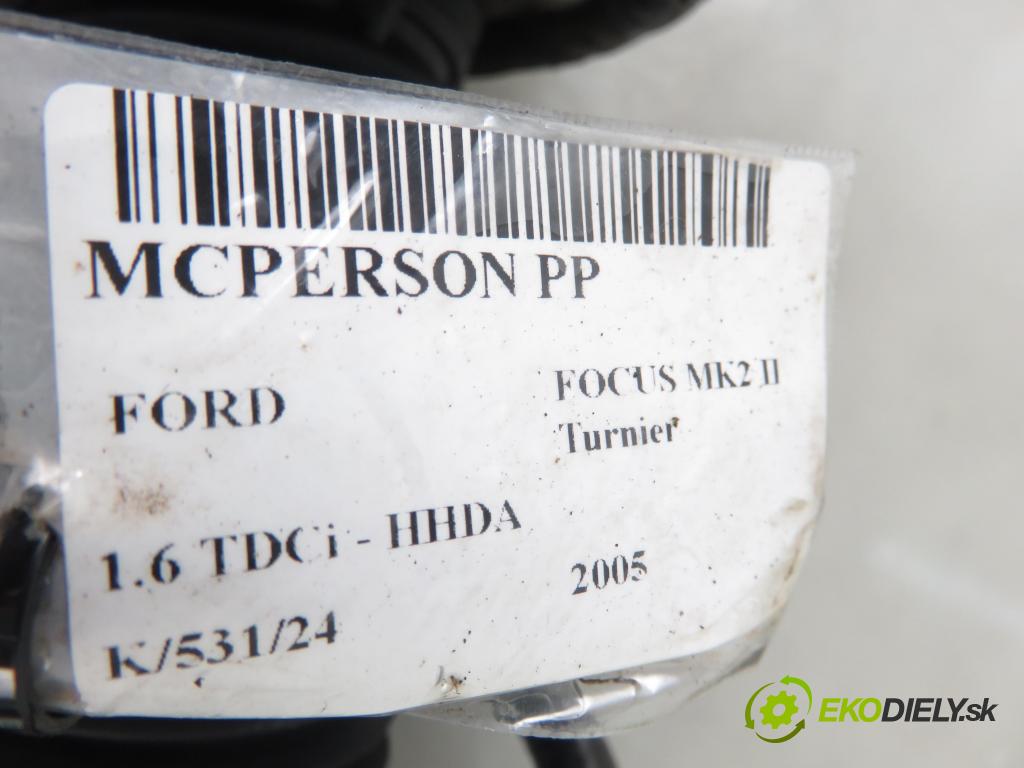 MCPERSON PP
FORD
FOCUS MK2 II
Turnier
1.6 TDCi - HHDA
2005
K/531/24
EKODIELY.sk